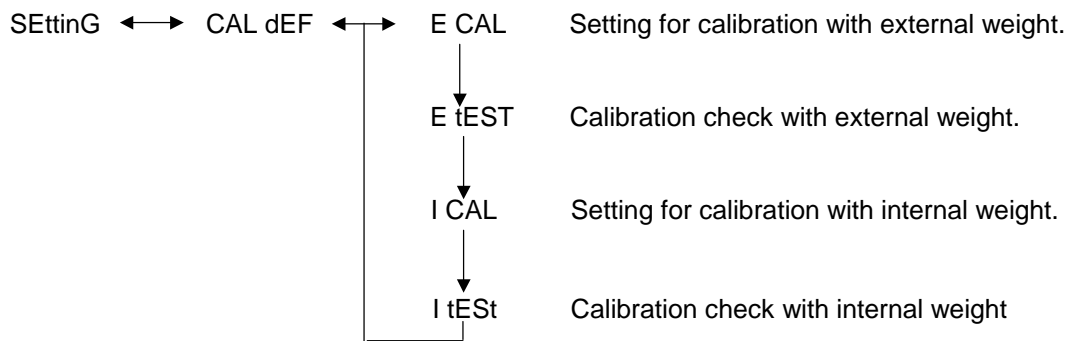 SEttinG CAL dEF E CAL Setting for calibration with external weight.
E tEST Calibration check with external weight.
I CAL Setting for calibration with internal weight.
I tESt Calibration check with internal weight